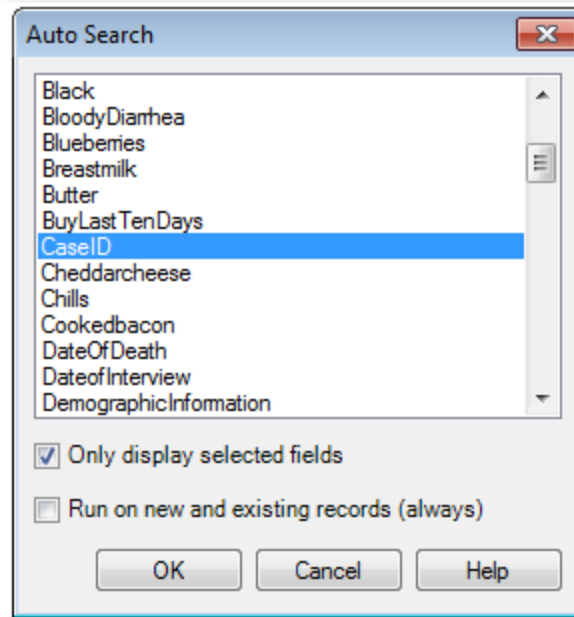 Auto Search
Black
BloodyDiarrhea
Blueberries
Breastmilk
Butter
BuyLastTenDays
CaseID
Cheddarcheese
Chills
Cookedbacon
DateOfDeath
DateofInterview
DemographicInformation
Only display selected fields
Run on new and existing records (always)
OK Cancel Help